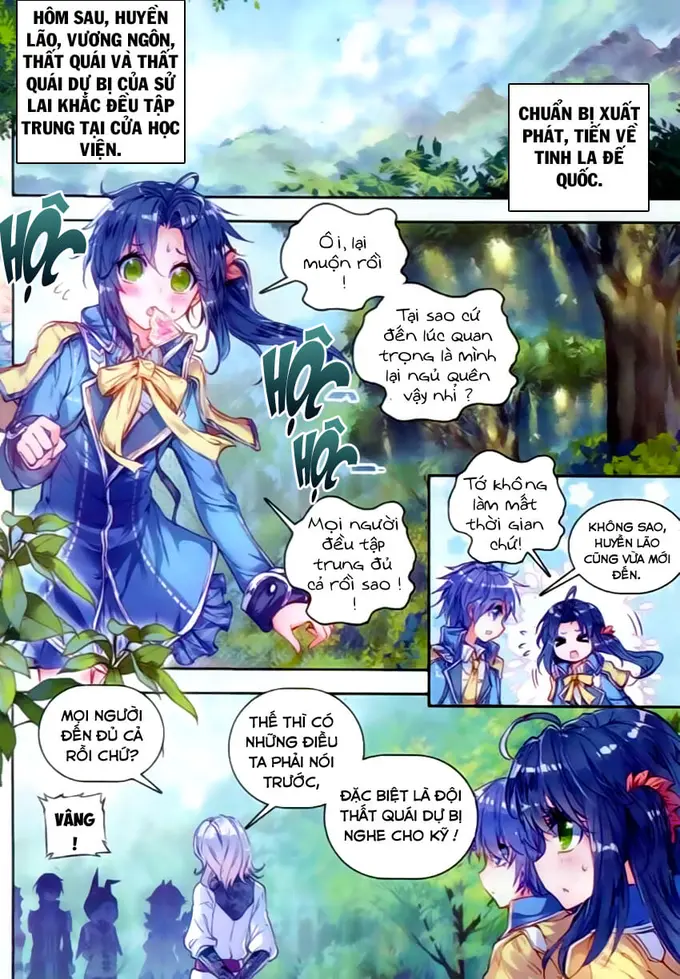 HÔM SAU, HUYỀN
LÃO, VƯƠNG NGÔN,
THẤT QUÁI VÀ THẤT
QUÁI DỰ BỊ CỦA SỬ
LAI KHẮC ĐỀU TẬP
TRUNG TẠI CỬA HỌC
VIỆN.
CHUẨN BỊ XUẤT
PHÁT, TIẾN VỀ
TINH LA ĐẾ
QUỐC.
HỘC
Ôi, lại
muộn rồi
!
Tại sao cứ
đến lúc quan
trọng là mình
lại ngủ quên
vậy nhỉ ?
HỘC
HỘC
Mọi người
đều tập
trung đủ
cả rồi sao !
!
Tớ không
làm mất
thời gian
chứ!
KHÔNG SAO,
HUYỀN LÃO
CŨNG VỪA MỚI
ĐẾN.
MỌI NGƯỜI
ĐẾN ĐỦ CẢ
RỒI CHỨ?
VÂNG
!
THẾ THÌ CÓ
NHỮNG ĐIỀU
TA PHẢI NÓI
TRƯỚC,
ĐẶC BIỆT LÀ ĐỘI
THẤT QUÁI DỰ BỊ
NGHE CHO KỸ !